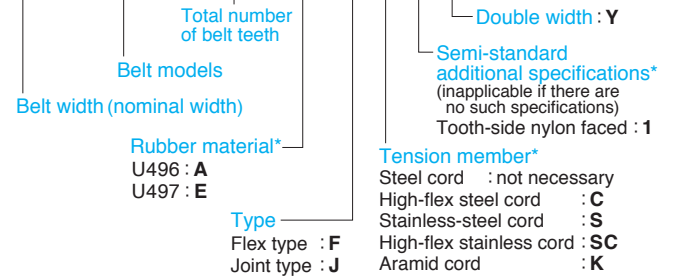 Total number
of belt teeth
Double width : Y
Semi-standard
additional specifications*
(inapplicable if there are
no such specifications)
Tooth-side nylon faced : 1
Belt models
Belt width (nominal width)
Rubber material*
U496 : A
U497 : E
Tension member*
Steel cord : not necessary
High-flex steel cord : C
Stainless-steel cord : S
High-flex stainless cord : SC
Aramid cord : K
Type
Flex type : F
Joint type : J